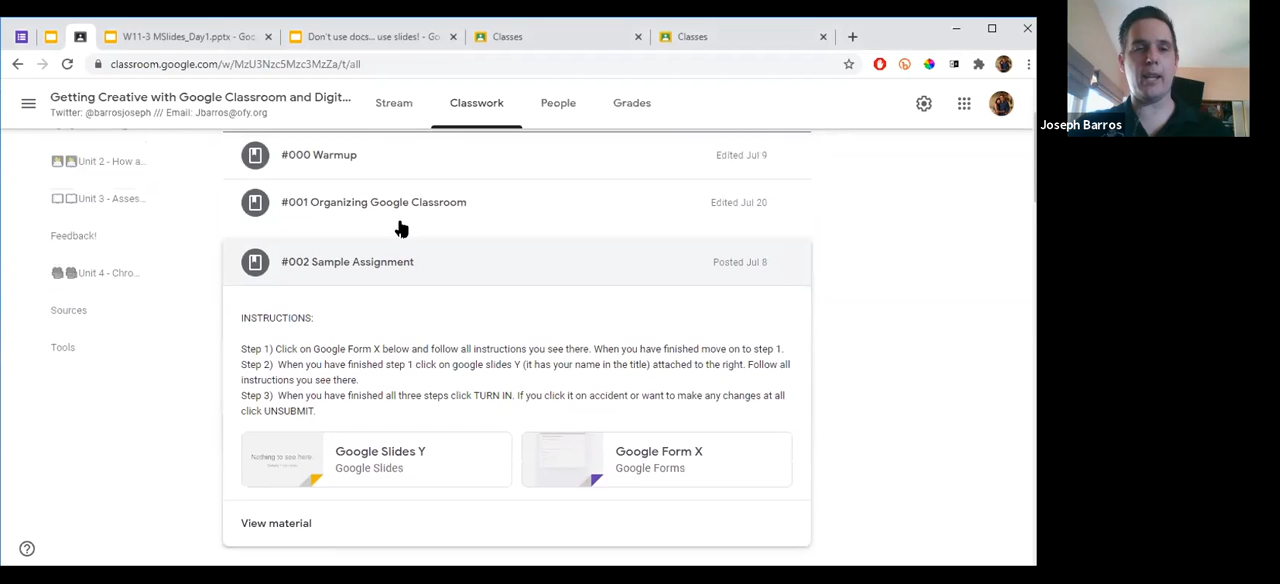 W11-3 MSlides_Day1.pptx - Goc
Don't use docs... use slides! - Go
Classes
Classes
classroom.google.com/w/MzU3Nzc5Mzc3MzZa/t/all
Getting Creative with Google Classroom and Digit...
Twitter: @barrosjoseph /// Email: Jbarros@ofy.org
Stream
Classwork
People
Grades
Joseph Barros
Unit 2 - How a...
Unit 3 - Asses...
Feedback!
Unit 4 - Chro...
Sources
Tools
#000 Warmup
Edited Jul 9
#001 Organizing Google Classroom
Edited Jul 20
#002 Sample Assignment
Posted Jul 8
INSTRUCTIONS:
Step 1) Click on Google Form X below and follow all instructions you see there. When you have finished move on to step 1.
Step 2)  When you have finished step 1 click on google slides Y (it has your name in the title) attached to the right. Follow all
instructions you see there.
Step 3)  When you have finished all three steps click TURN IN. If you click it on accident or want to make any changes at all
click UNSUBMIT.
Nothing to see here.
Google Slides Y
Google Slides
Google Form X
Google Forms
View material